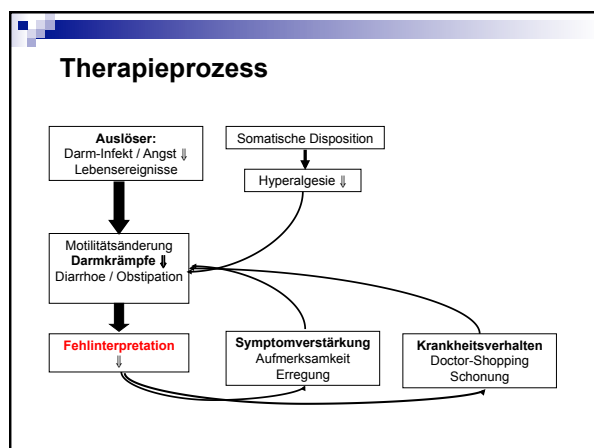 Therapieprozess
Auslöser:
Darm-Infekt / Angst ⇓
Lebensereignisse
Somatische Disposition
Hyperalgesie ⇓
Motilitätsänderung
Darmkrämpfe ⇓
Diarrhoe / Obstipation
Fehlinterpretation
⇓
Symptomverstärkung
Aufmerksamkeit
Erregung
Krankheitsverhalten
Doctor-Shopping
Schonung